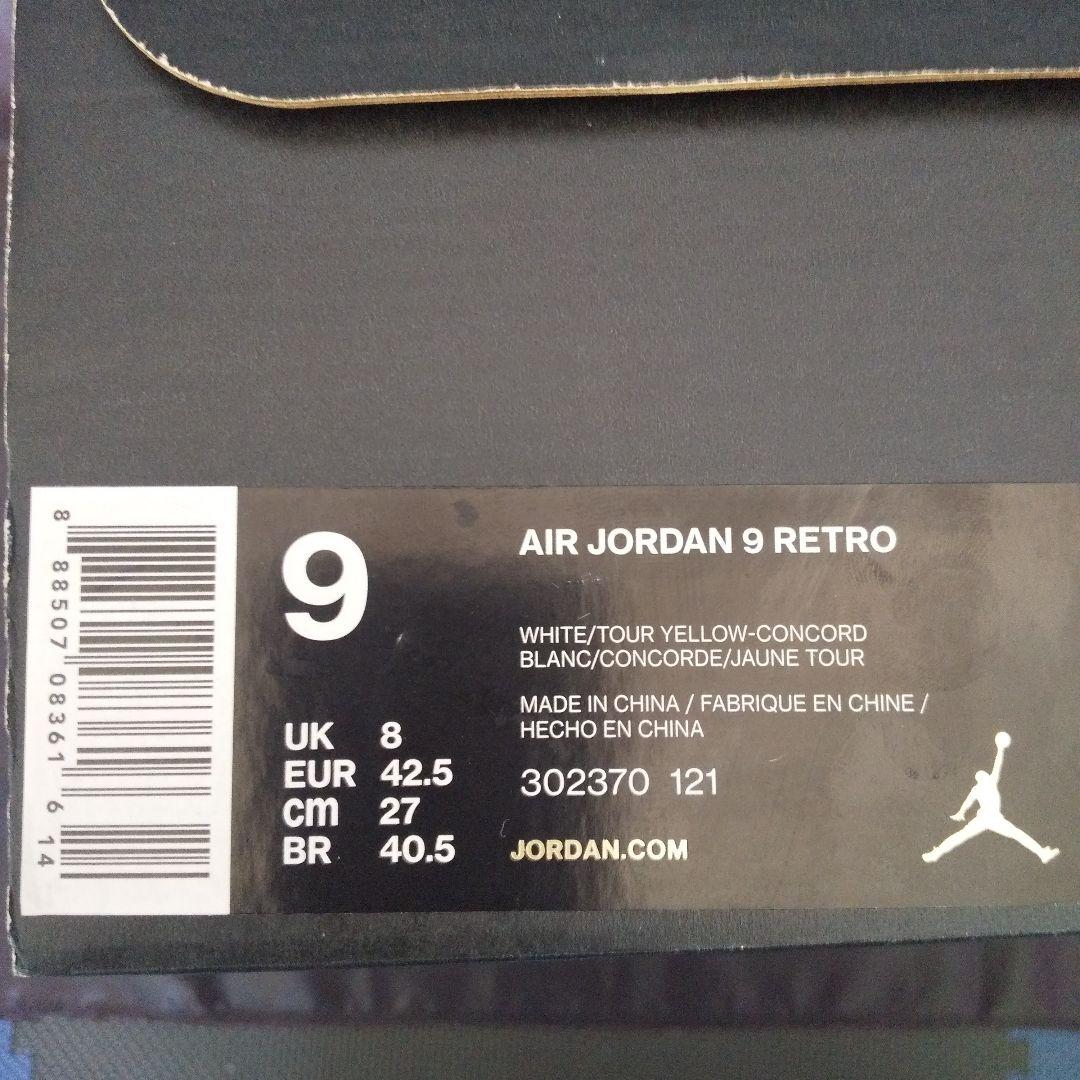 8 88507 08361 6 14
9
AIR JORDAN 9 RETRO
WHITE/TOUR YELLOW-CONCORD
BLANC/CONCORDE/JAUNE TOUR
MADE IN CHINA / FABRIQUE EN CHINE /
HECHO EN CHINA
UK 8
EUR 42.5
cm 27
BR 40.5
302370 121
JORDAN.COM